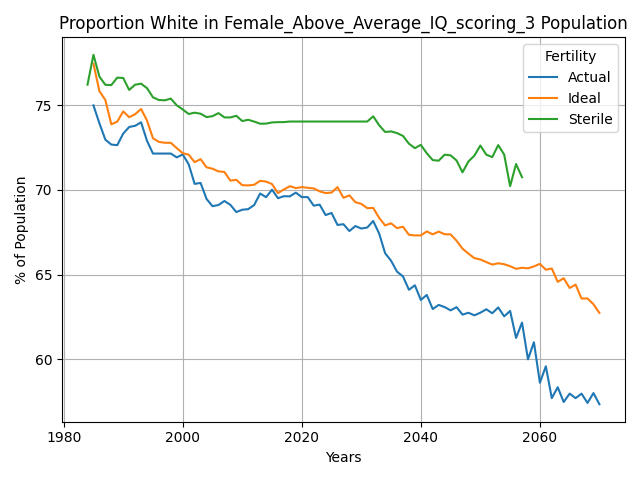 Proportion White in Female_Above_Average_IQ_scoring_3 Population
Fertility
Actual
Ideal
Sterile
% of Population
75
70
65
60
1980
2000
2020
2040
2060
Years